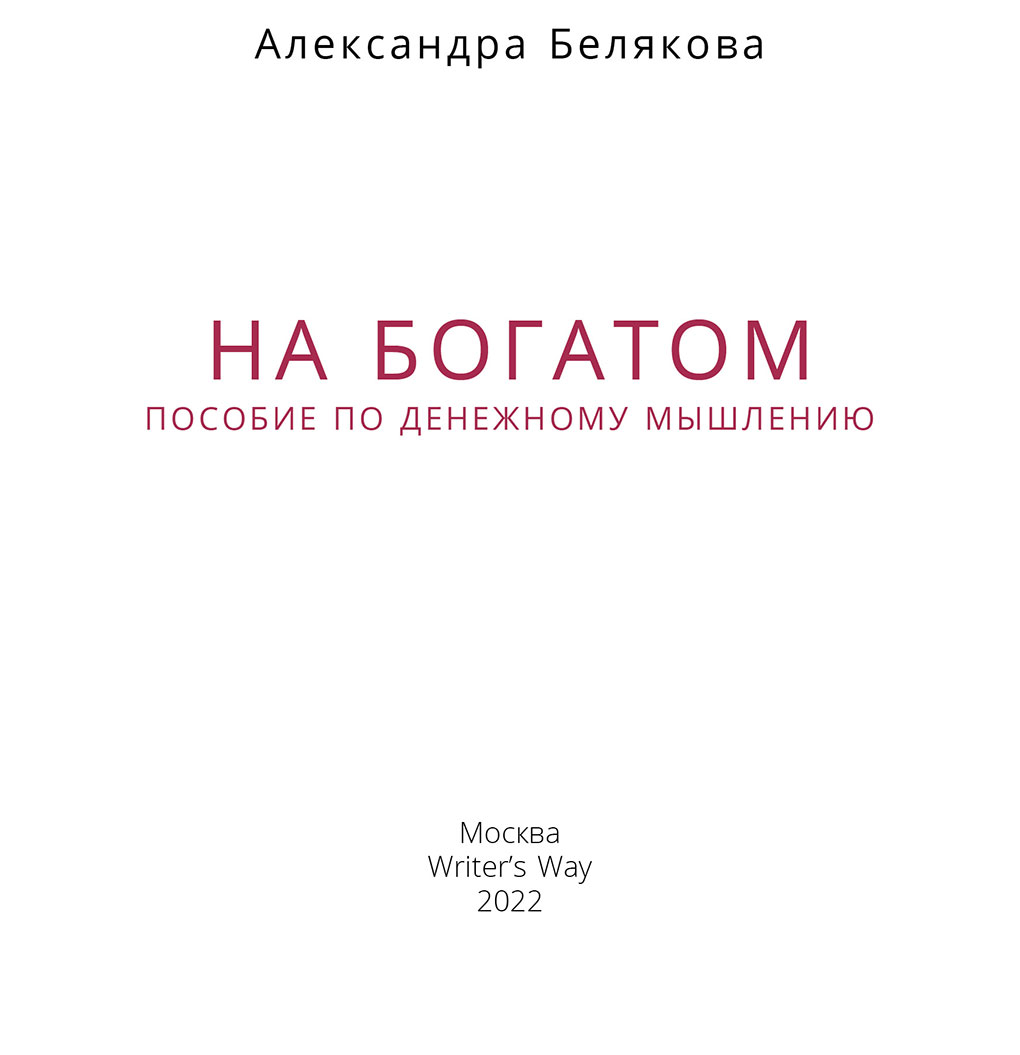 Александра Белякова
НА БОГАТОМ
ПОСОБИЕ ПО ДЕНЕЖНОМУ МЫШЛЕНИЮ
Москва
Writer’s Way
2022